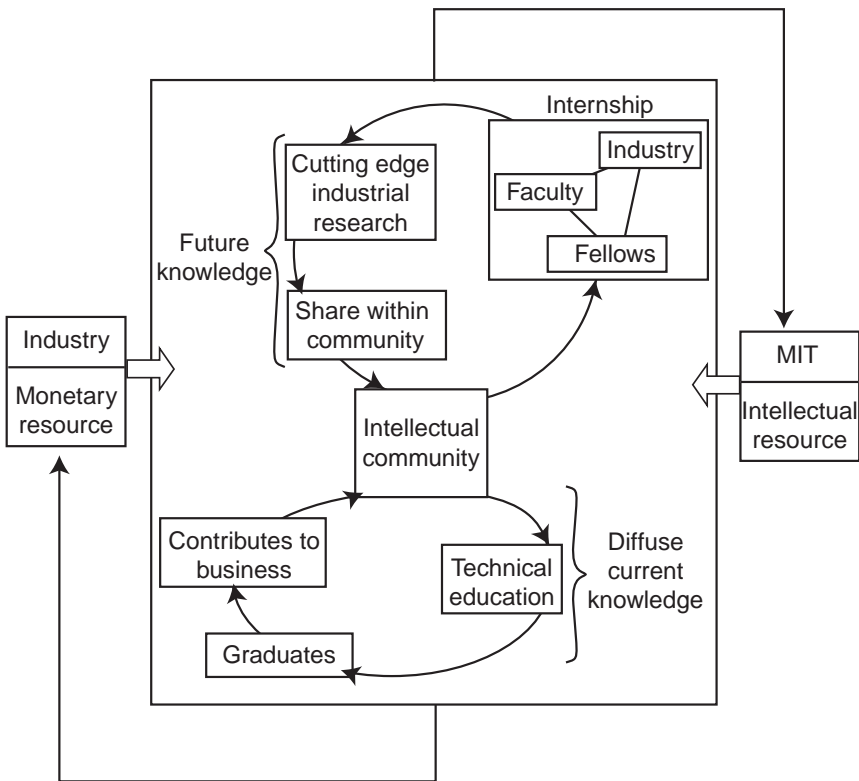 Internship
Industry
Faculty
Fellows
Cutting edge
industrial
research
Future
knowledge
Share within
community
Industry
Monetary
resource
MIT
Intellectual
resource
Intellectual
community
Contributes to
business
Technical
education
Diffuse
current
knowledge
Graduates